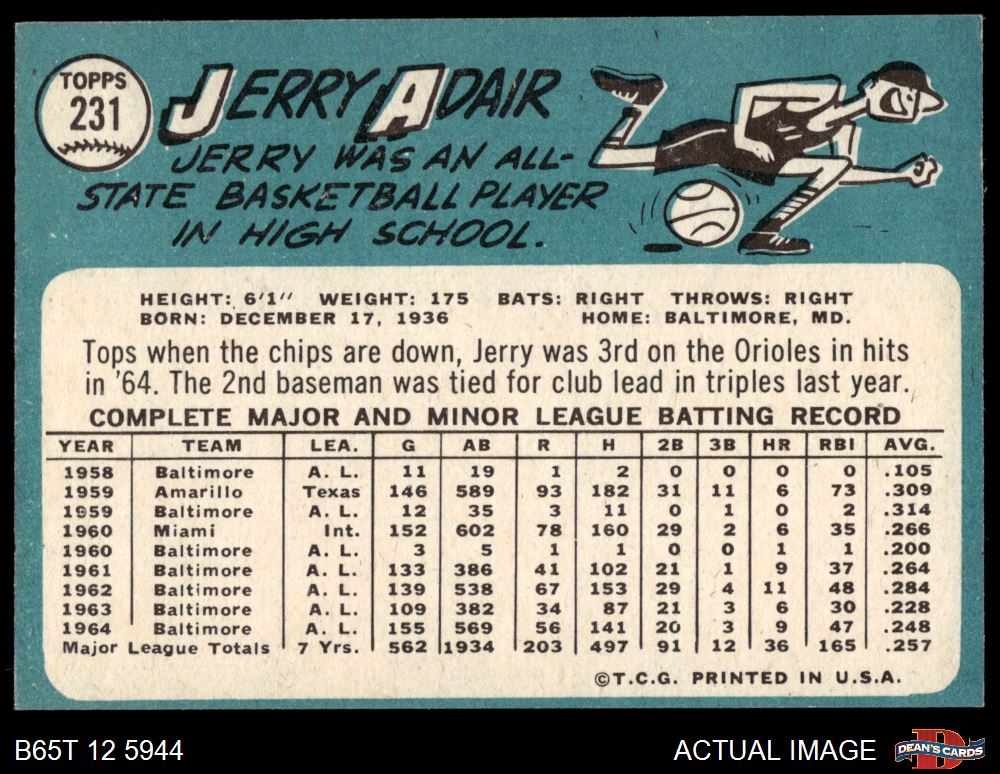 TOPPS
231
JERRY ADAIR
JERRY WAS AN ALL-
STATE BASKETBALL PLAYER
IN HIGH SCHOOL.
HEIGHT: 6'1" WEIGHT: 175 BATS: RIGHT THROWS: RIGHT
BORN: DECEMBER 17, 1936 HOME: BALTIMORE, MD.
Tops when the chips are down, Jerry was 3rd on the Orioles in hits
in '64. The 2nd baseman was tied for club lead in triples last year.
COMPLETE MAJOR AND MINOR LEAGUE BATTING RECORD
YEAR TEAM LEA. G AB R H 2B 3B HR RBI AVG.
1958 Baltimore A. L. 11 19 1 2 0 0 0 0 .105
1959 Amarillo Texas 146 589 93 182 31 11 6 73 .309
1959 Baltimore A. L. 12 35 3 11 0 1 0 2 .314
1960 Miami Int. 152 602 78 160 29 2 6 35 .266
1960 Baltimore A. L. 3 5 1 1 0 0 1 1 .200
1961 Baltimore A. L. 133 386 41 102 21 1 9 37 .264
1962 Baltimore A. L. 139 538 67 153 29 4 11 48 .284
1963 Baltimore A. L. 109 382 34 87 21 3 6 30 .228
1964 Baltimore A. L. 155 569 56 141 20 3 9 47 .248
Major League Totals 7 Yrs. 562 1934 203 497 91 12 36 165 .257
©T.C.G. PRINTED IN U.S.A.
B65T 12 5944 ACTUAL IMAGE DEAN'S CARDS